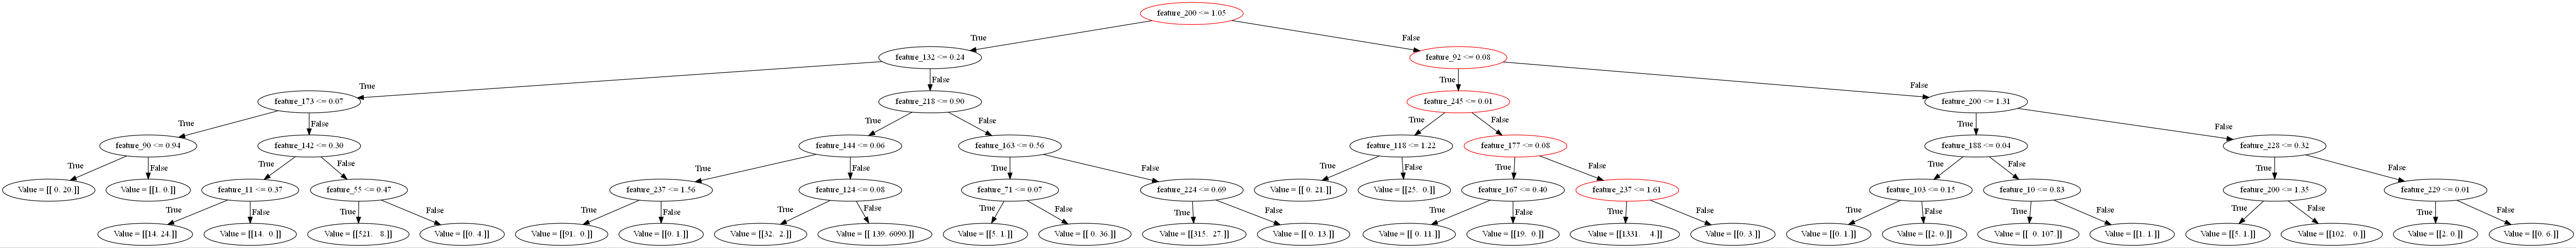 feature_200 <= 1.05
True
False
feature_132 <= 0.24
feature_92 <= 0.08
True
False
True
False
feature_173 <= 0.07
feature_218 <= 0.90
feature_245 <= 0.01
feature_200 <= 1.31
True
False
True
False
True
False
True
False
feature_90 <= 0.94
feature_142 <= 0.30
feature_144 <= 0.06
feature_163 <= 0.56
feature_118 <= 1.22
feature_177 <= 0.08
feature_188 <= 0.04
feature_228 <= 0.32
True
False
True
False
True
False
True
False
True
False
True
False
True
False
True
False
Value = [[ 0. 20.]]
Value = [[1. 0.]]
feature_11 <= 0.37
feature_55 <= 0.47
feature_237 <= 1.56
feature_124 <= 0.08
feature_71 <= 0.07
feature_224 <= 0.69
Value = [[ 0. 21.]]
Value = [[25. 0.]]
feature_167 <= 0.40
feature_237 <= 1.61
feature_103 <= 0.15
feature_10 <= 0.83
feature_200 <= 1.35
feature_229 <= 0.01
True
False
True
False
True
False
True
False
True
False
True
False
True
False
True
False
True
False
True
False
True
False
True
False
Value = [[14. 24.]]
Value = [[14. 0.]]
Value = [[521. 8.]]
Value = [[0. 4.]]
Value = [[91. 0.]]
Value = [[0. 1.]]
Value = [[32. 2.]]
Value = [[ 139. 6090.]]
Value = [[5. 1.]]
Value = [[ 0. 36.]]
Value = [[315. 27.]]
Value = [[ 0. 13.]]
Value = [[ 0. 11.]]
Value = [[19. 0.]]
Value = [[1331. 4.]]
Value = [[0. 3.]]
Value = [[0. 1.]]
Value = [[2. 0.]]
Value = [[ 0. 107.]]
Value = [[1. 1.]]
Value = [[5. 1.]]
Value = [[102. 0.]]
Value = [[2. 0.]]
Value = [[0. 6.]]